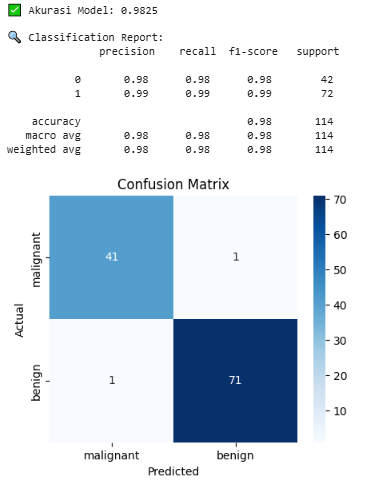 ✅ Akurasi Model: 0.9825
🔍 Classification Report:
precision recall f1-score support
0 0.98 0.98 0.98 42
1 0.99 0.99 0.99 72
accuracy 0.98 114
macro avg 0.98 0.98 0.98 114
weighted avg 0.98 0.98 0.98 114
Confusion Matrix
70
malignant 41 1
60
50
40
Actual
30
benign 1 71
20
10
malignant benign
Predicted